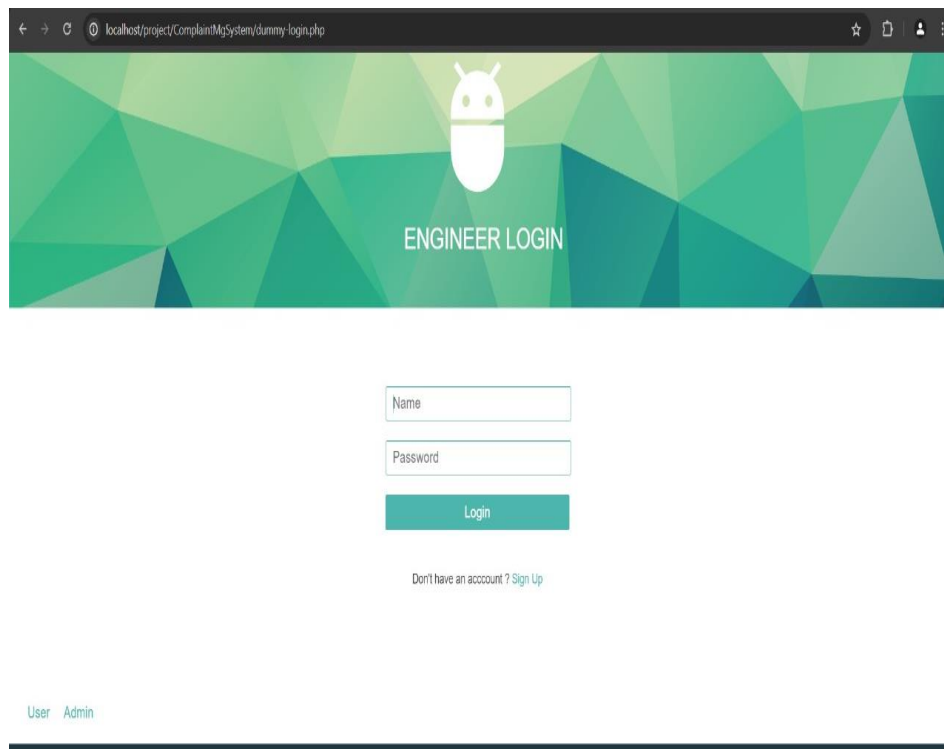 localhost/project/ComplaintMgSystem/dummy-login.php
ENGINEER LOGIN
Name
Password
Login
Don't have an acccount ? Sign Up
User Admin